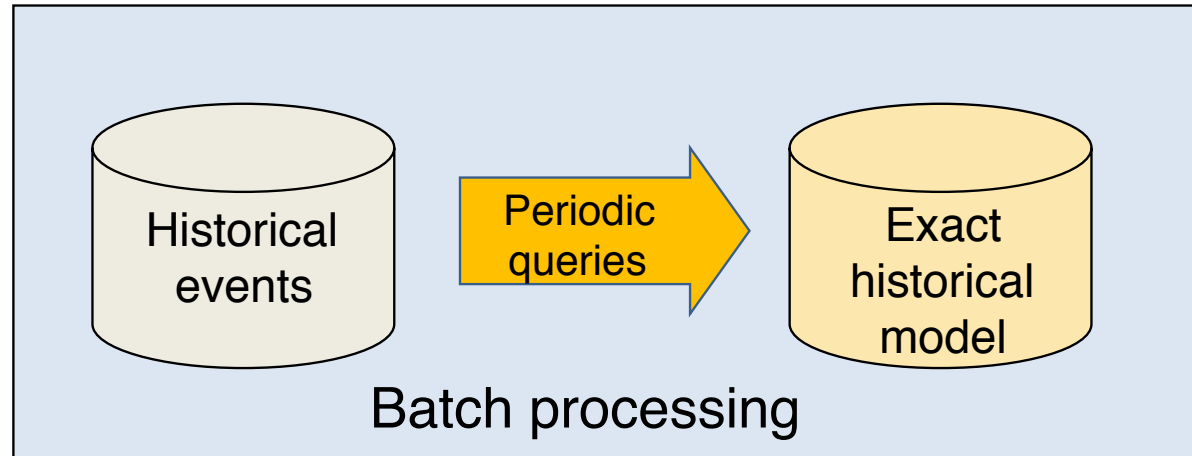 Historical
events
Periodic
queries
Exact
historical
model
Batch processing